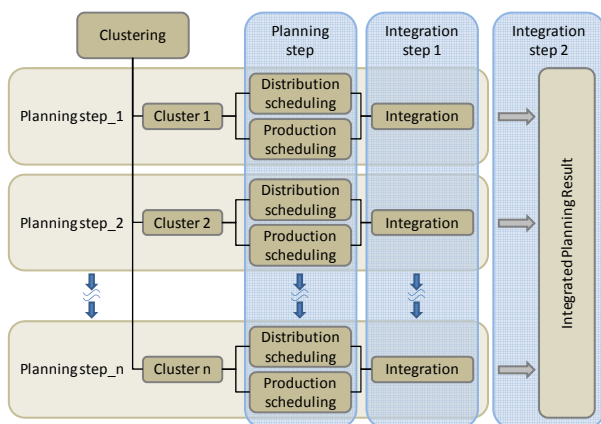 Clustering
Planning
step
Integration
step 1
Integration
step 2
Planning step_1
Cluster 1
Distribution
scheduling
Production
scheduling
Integration
Planning step_2
Cluster 2
Distribution
scheduling
Production
scheduling
Integration
Planning step_n
Cluster n
Distribution
scheduling
Production
scheduling
Integration
Integrated Planning Result